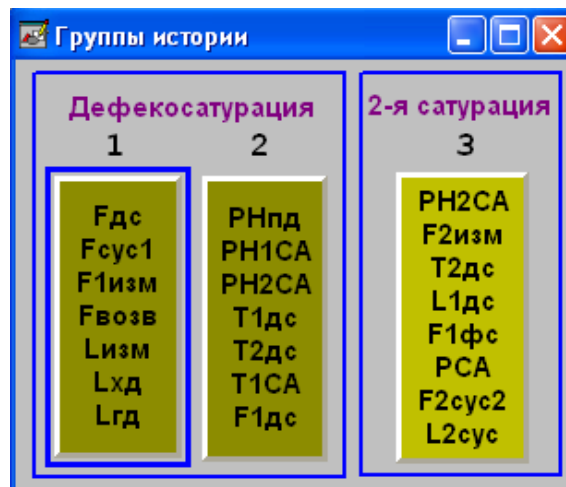 Группы истории
Дефекосатурация
1
2
Fдс
Fсус1
F1изм
Fвозв
Lизм
Lхд
Lгд
PHпд
PH1CA
PH2CA
T1дс
T2дс
T1CA
F1дс
2-я сатурация
3
PH2CA
F2изм
T2дс
L1дс
F1фс
PCA
F2сус2
L2сус